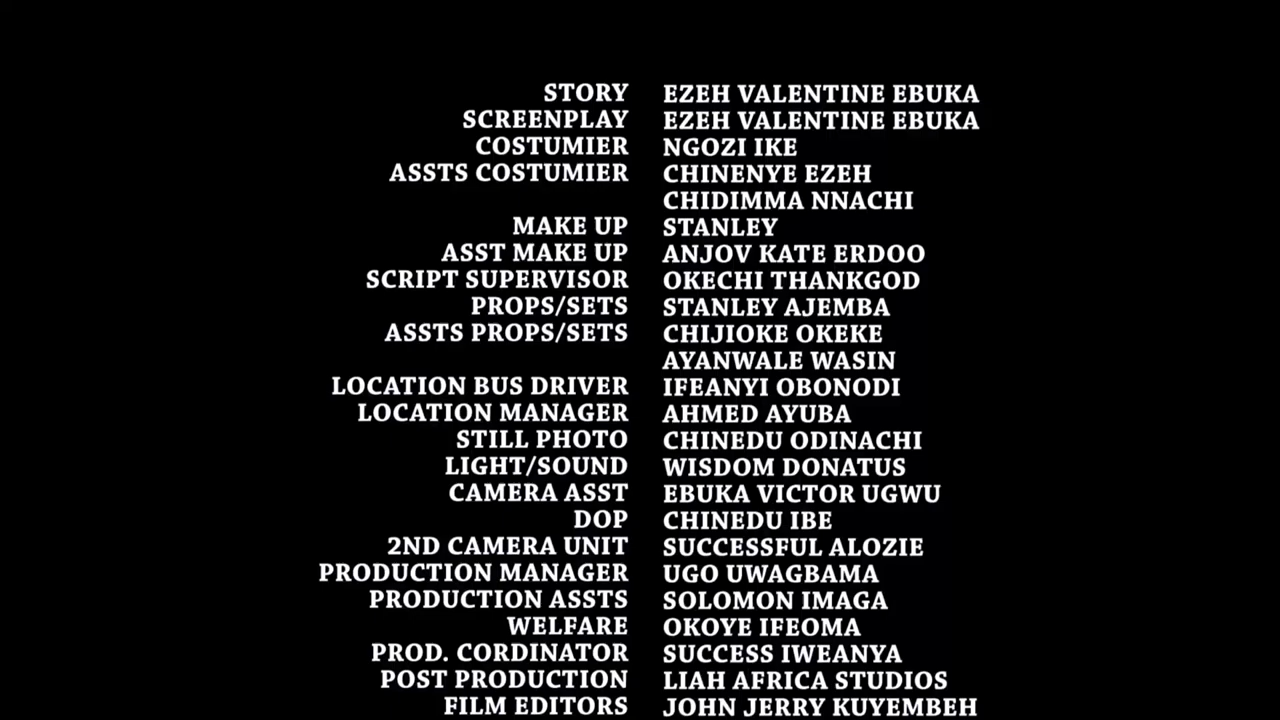 STORY EZEH VALENTINE EBUKA
SCREENPLAY EZEH VALENTINE EBUKA
COSTUMIER NGOZI IKE
ASSTS COSTUMIER CHINENYE EZEH
CHIDIMMA NNACHI
MAKE UP STANLEY
ASST MAKE UP ANJOV KATE ERDOO
SCRIPT SUPERVISOR OKECHI THANKGOD
PROPS/SETS STANLEY AJEMBA
ASSTS PROPS/SETS CHIJIOKE OKEKE
AYANWALE WASIN
LOCATION BUS DRIVER IFEANYI OBONODI
LOCATION MANAGER AHMED AYUBA
STILL PHOTO CHINEDU ODINACHI
LIGHT/SOUND WISDOM DONATUS
CAMERA ASST EBUKA VICTOR UGWU
DOP CHINEDU IBE
2ND CAMERA UNIT SUCCESSFUL ALOZIE
PRODUCTION MANAGER UGO UWAGBAMA
PRODUCTION ASSTS SOLOMON IMAGA
WELFARE OKOYE IFEOMA
PROD. CORDINATOR SUCCESS IWEANYA
POST PRODUCTION LIAH AFRICA STUDIOS
FILM EDITORS JOHN JERRY KUYEMBEH